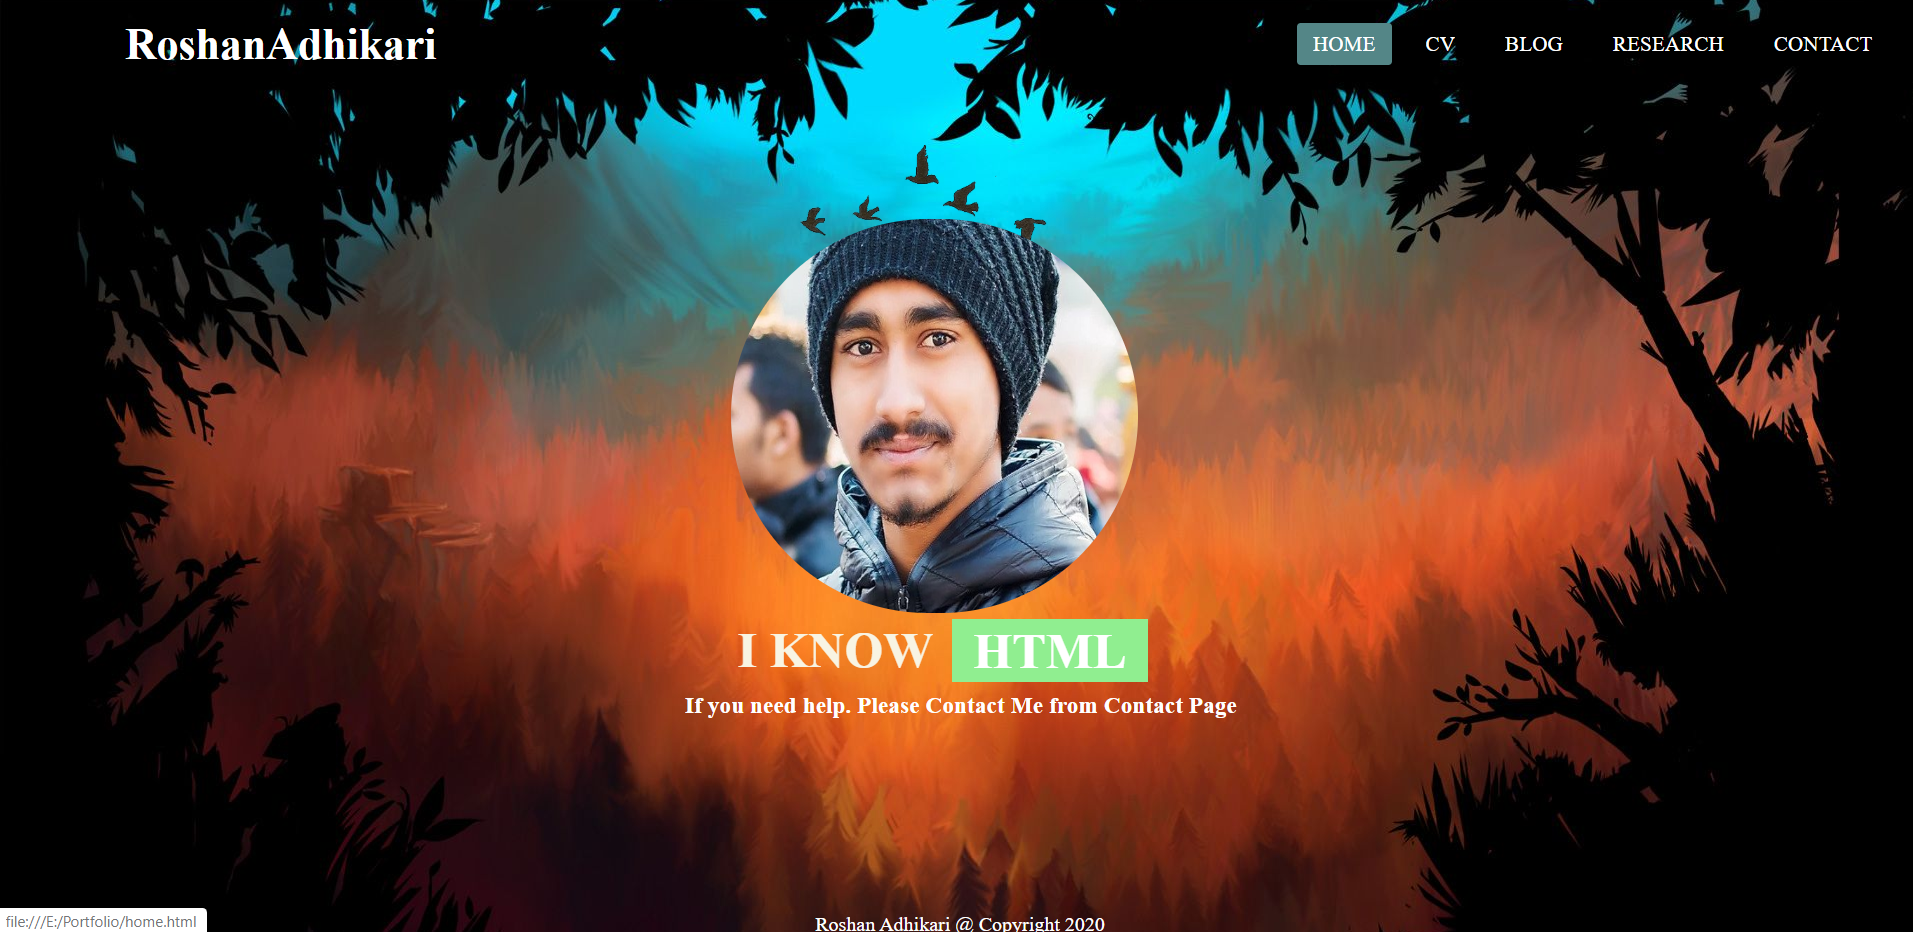 RoshanAdhikari
HOME CV BLOG RESEARCH CONTACT
I KNOW HTML
If you need help. Please Contact Me from Contact Page
Roshan Adhikari @ Copyright 2020
file:///E:/Portfolio/home.html